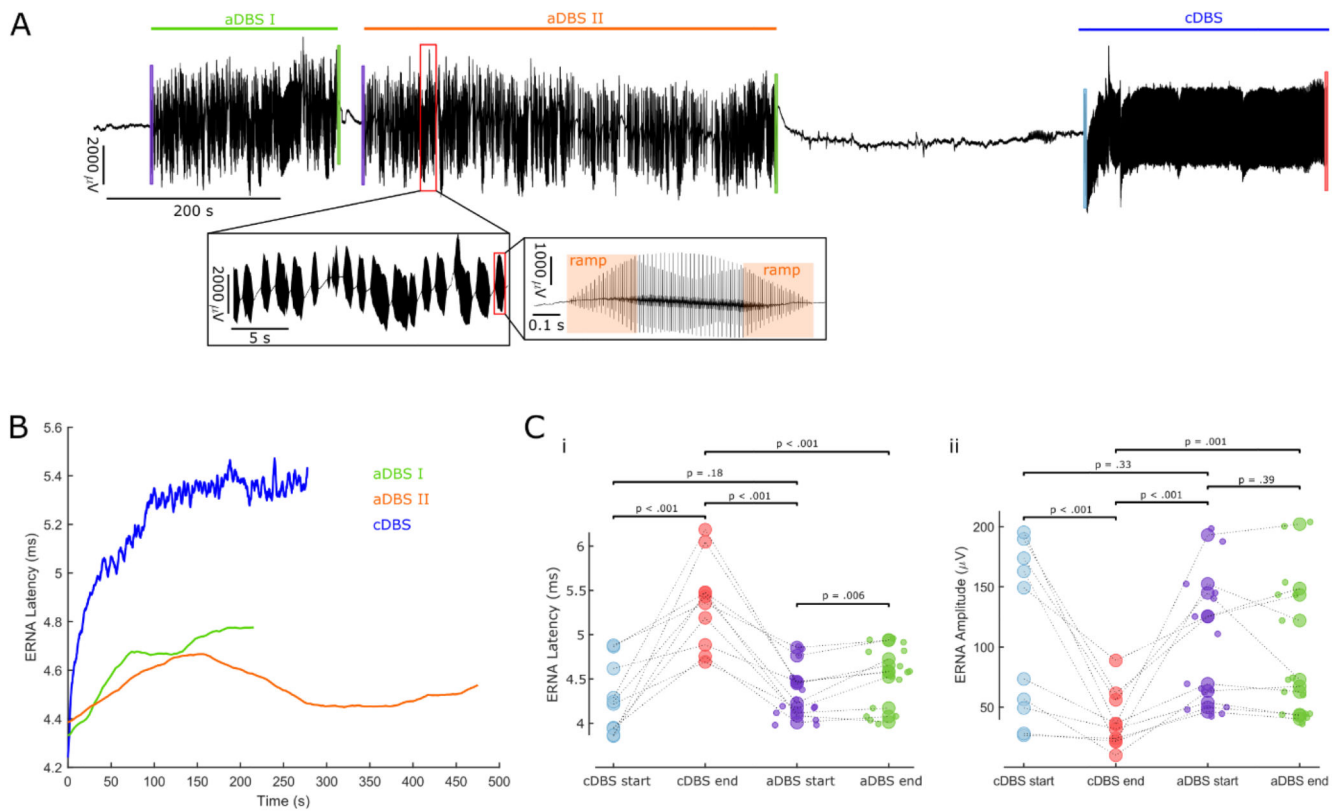 A
aDBS I
aDBS II
cDBS
2000 μV
200 s
2000 μV
5 s
1000 μV
0.1 s
ramp
ramp
B
ERNA Latency (ms)
5.6
5.4
5.2
5.0
4.8
4.6
4.4
4.2
0 50 100 150 200 250 300 350 400 450 500
Time (s)
aDBS I
aDBS II
cDBS
C
i
p < .001
p = .18
p < .001
p < .001
p = .006
ERNA Latency (ms)
6
5.5
5
4.5
4
cDBS start cDBS end aDBS start aDBS end
ii
p = .001
p = .33
p = .39
p < .001
p < .001
ERNA Amplitude (μV)
200
150
100
50
cDBS start cDBS end aDBS start aDBS end